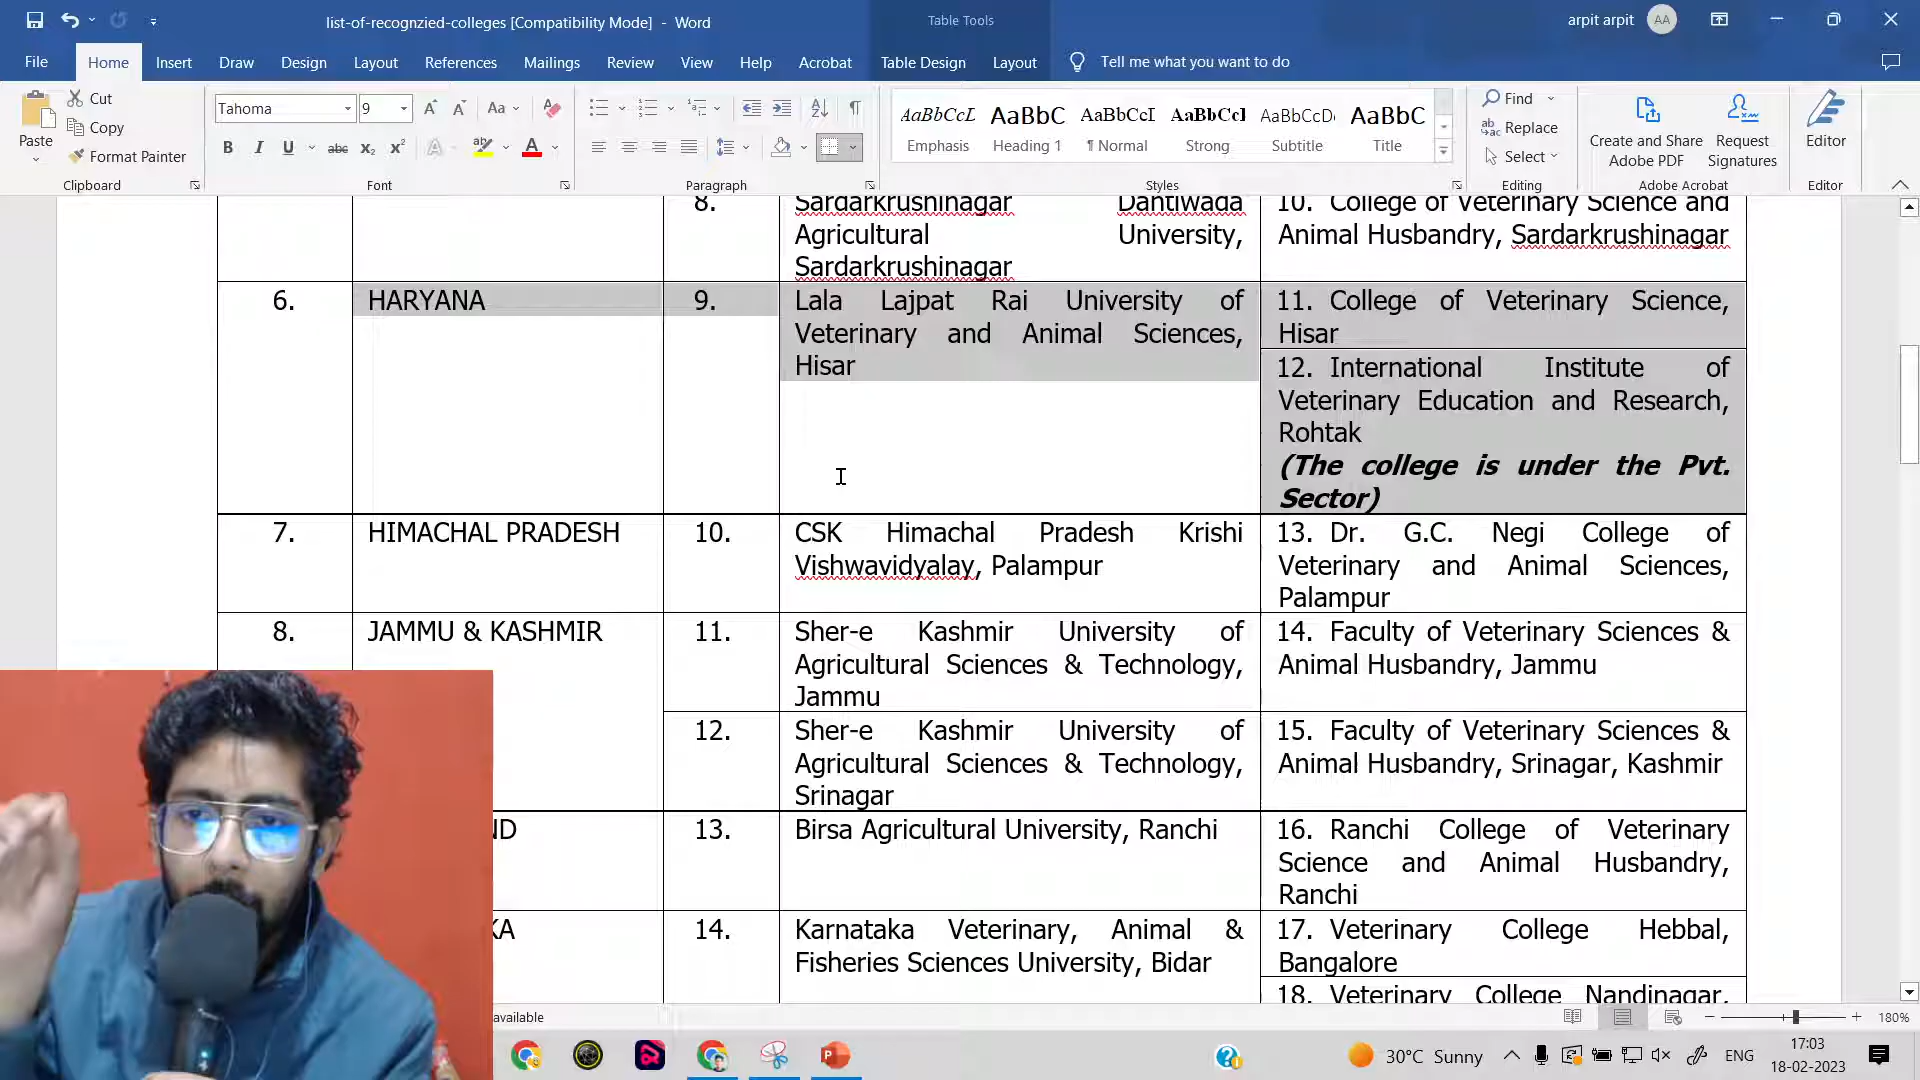 list-of-recognzied-colleges [Compatibility Mode] - Word
Table Tools
arpit arpit
AA
File
Home
Insert
Draw
Design
Layout
References
Mailings
Review
View
Help
Acrobat
Table Design
Layout
Tell me what you want to do
Paste
Cut
Copy
Format Painter
Clipboard
Tahoma
9
Font
Paragraph
AaBbCcL
Emphasis
AaBbC
Heading 1
AaBbCcI
¶ Normal
AaBbCcI
Strong
AaBbCcDd
Subtitle
AaBbC
Title
Styles
Find
Replace
Select
Editing
Create and Share
Adobe PDF
Request
Signatures
Adobe Acrobat
Editor
Editor
8.
Sardarkrushinagar Dantiwada
Agricultural University,
Sardarkrushinagar
10. College of Veterinary Science and
Animal Husbandry, Sardarkrushinagar
6.
HARYANA
9.
Lala Lajpat Rai University of
Veterinary and Animal Sciences,
Hisar
11. College of Veterinary Science,
Hisar
12. International Institute of
Veterinary Education and Research,
Rohtak
(The college is under the Pvt.
Sector)
7.
HIMACHAL PRADESH
10.
CSK Himachal Pradesh Krishi
Vishwavidyalay, Palampur
13. Dr. G.C. Negi College of
Veterinary and Animal Sciences,
Palampur
8.
JAMMU & KASHMIR
11.
Sher-e Kashmir University of
Agricultural Sciences & Technology,
Jammu
14. Faculty of Veterinary Sciences &
Animal Husbandry, Jammu
12.
Sher-e Kashmir University of
Agricultural Sciences & Technology,
Srinagar
15. Faculty of Veterinary Sciences &
Animal Husbandry, Srinagar, Kashmir
ND
13.
Birsa Agricultural University, Ranchi
16. Ranchi College of Veterinary
Science and Animal Husbandry,
Ranchi
KA
14.
Karnataka Veterinary, Animal &
Fisheries Sciences University, Bidar
17. Veterinary College Hebbal,
Bangalore
18. Veterinary College Nandinagar,
available
180%
30°C Sunny
ENG
17:03
18-02-2023